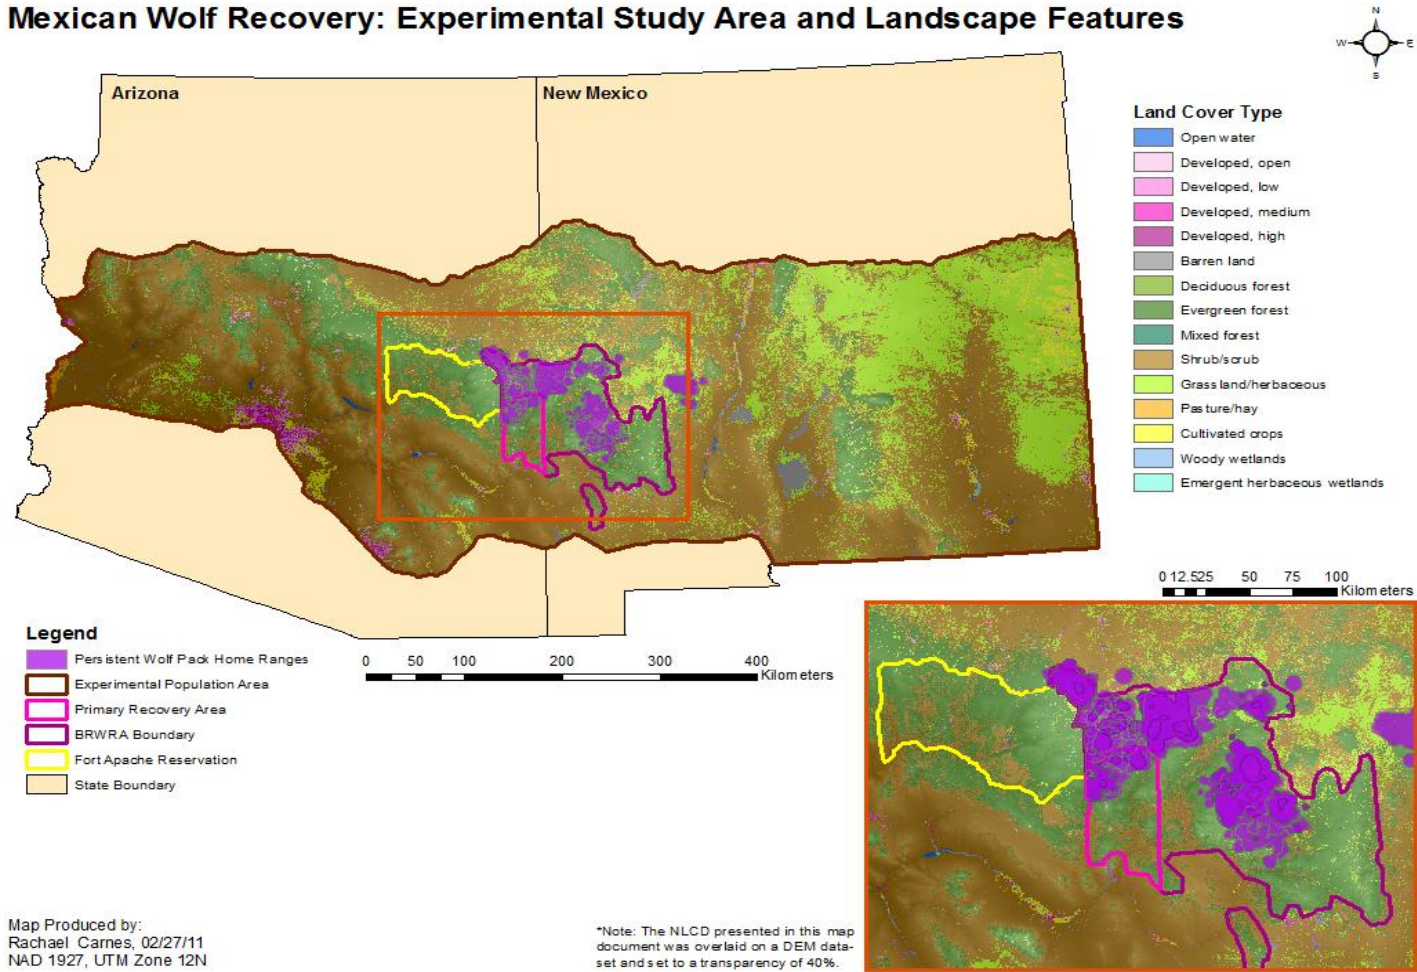 Mexican Wolf Recovery: Experimental Study Area and Landscape Features
N
W E
S
Arizona
New Mexico
Land Cover Type
Open water
Developed, open
Developed, low
Developed, medium
Developed, high
Barren land
Deciduous forest
Evergreen forest
Mixed forest
Shrub/scrub
Grassland/herbaceous
Pasture/hay
Cultivated crops
Woody wetlands
Emergent herbaceous wetlands
0 12.525 50 75 100
Kilometers
Legend
Persistent Wolf Pack Home Ranges
Experimental Population Area
Primary Recovery Area
BRWRA Boundary
Fort Apache Reservation
State Boundary
0 50 100 200 300 400
Kilometers
Map Produced by:
Rachael Carnes, 02/27/11
NAD 1927, UTM Zone 12N
*Note: The NLCD presented in this map
document was overlaid on a DEM data-
set and set to a transparency of 40%.